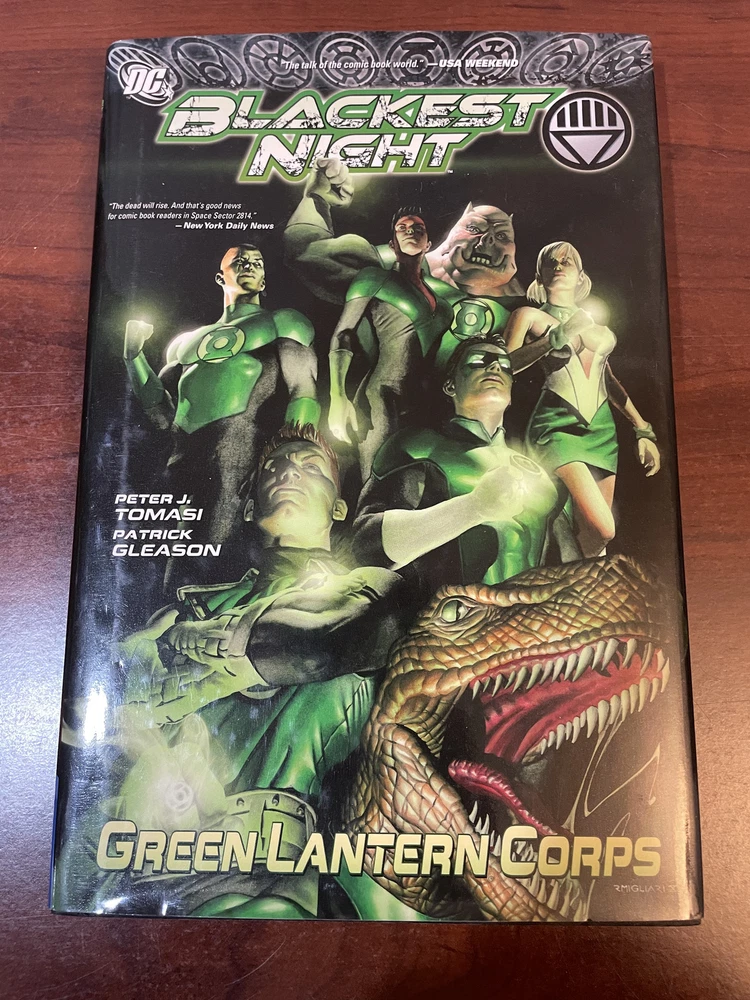 "The talk of the comic book world." — USA WEEKEND
DC
BLACKEST
NIGHT™
"The dead will rise. And that's good news
for comic book readers in Space Sector 2814."
— New York Daily News
PETER J.
TOMASI
PATRICK
GLEASON
GREEN LANTERN CORPS
RMIGLIARI